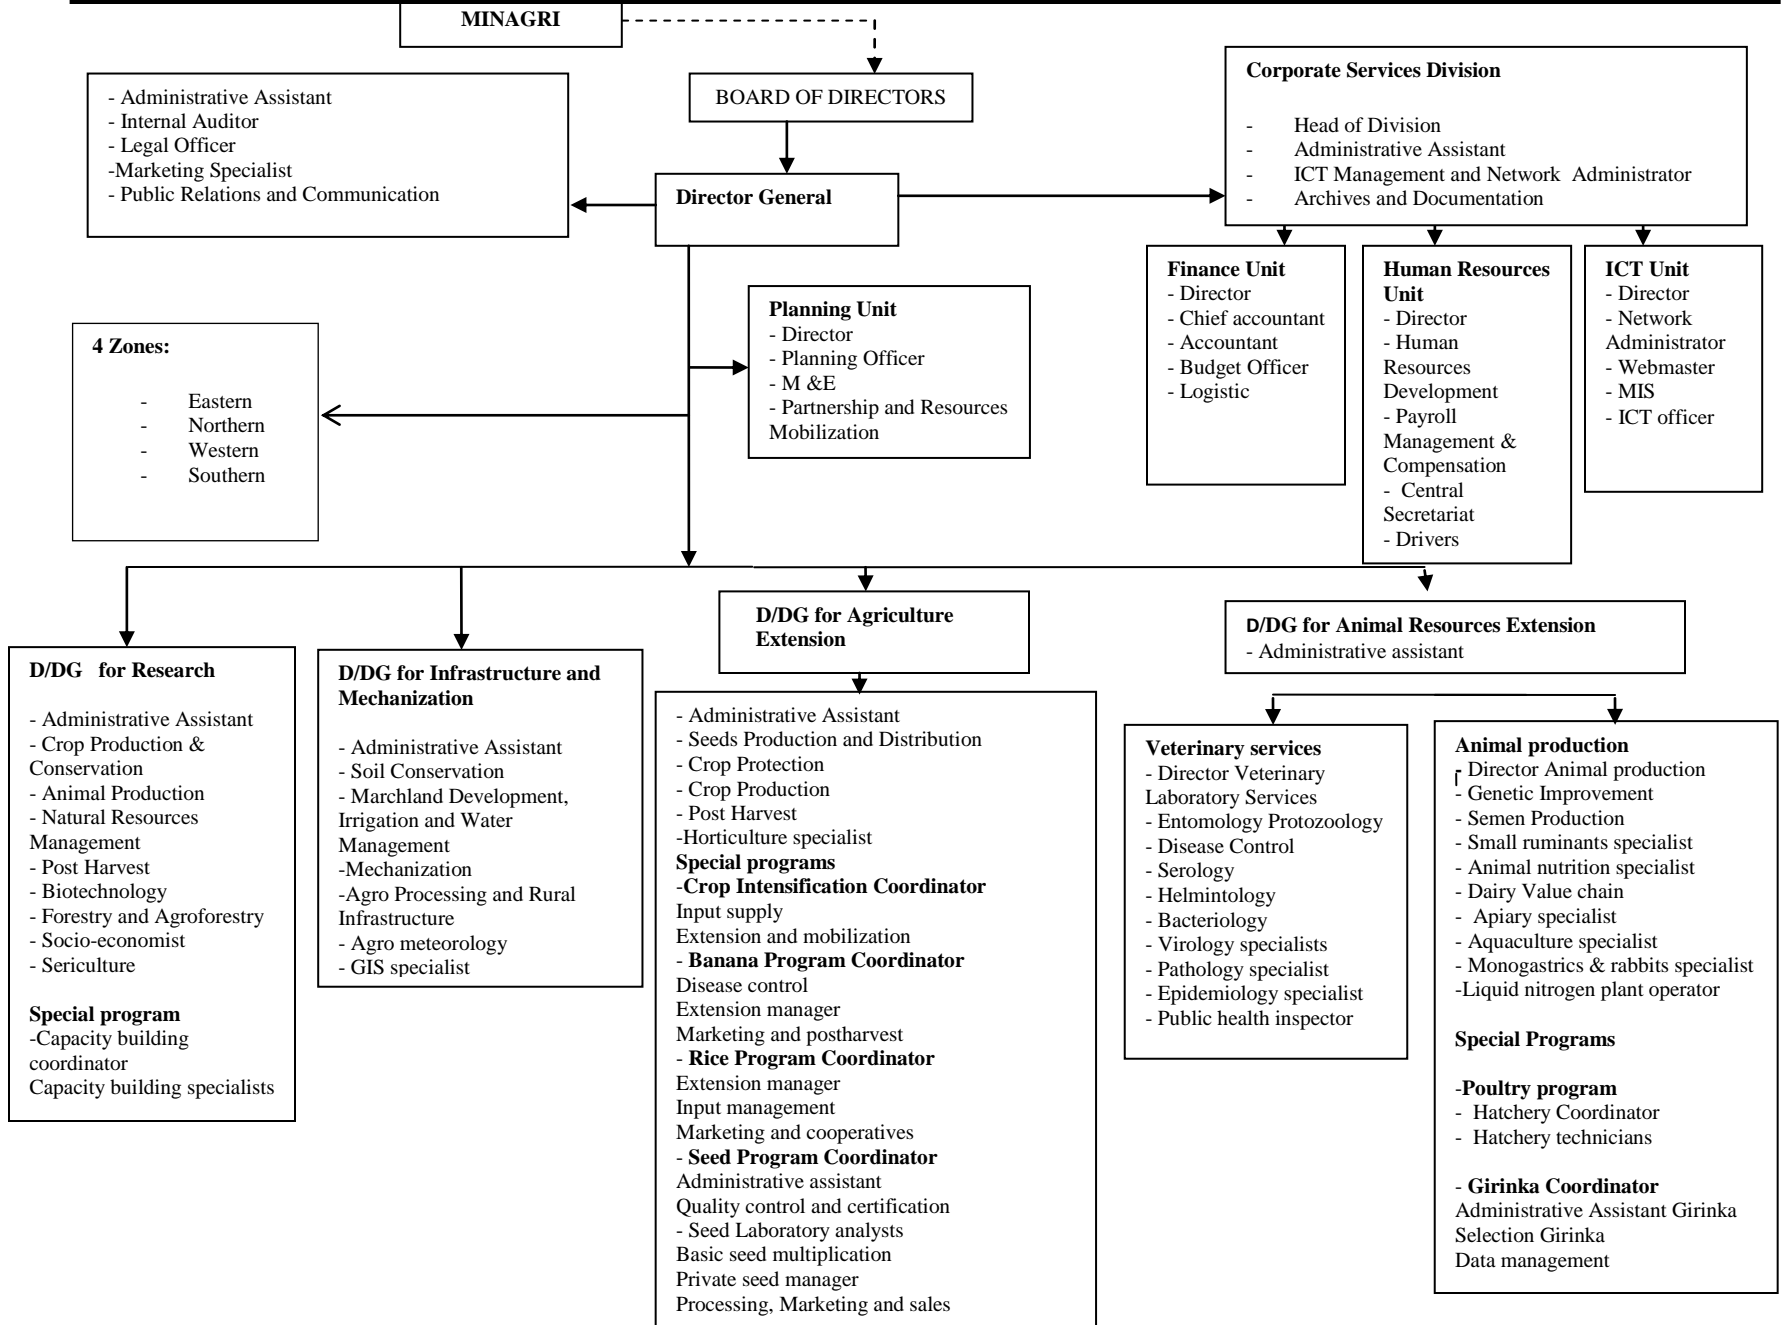 MINAGRI
BOARD OF DIRECTORS
- Administrative Assistant
- Internal Auditor
- Legal Officer
-Marketing Specialist
- Public Relations and Communication
Director General
Corporate Services Division
- Head of Division
- Administrative Assistant
- ICT Management and Network Administrator
- Archives and Documentation
Finance Unit
- Director
- Chief accountant
- Accountant
- Budget Officer
- Logistic
Human Resources
Unit
- Director
- Human
Resources
Development
- Payroll
Management &
Compensation
- Central
Secretariat
- Drivers
ICT Unit
- Director
- Network
Administrator
- Webmaster
- MIS
- ICT officer
Planning Unit
- Director
- Planning Officer
- M &E
- Partnership and Resources
Mobilization
4 Zones:
- Eastern
- Northern
- Western
- Southern
D/DG for Research
- Administrative Assistant
- Crop Production &
Conservation
- Animal Production
- Natural Resources
Management
- Post Harvest
- Biotechnology
- Forestry and Agroforestry
- Socio-economist
- Sericulture
Special program
-Capacity building
coordinator
Capacity building specialists
D/DG for Infrastructure and
Mechanization
- Administrative Assistant
- Soil Conservation
- Marchland Development,
Irrigation and Water
Management
-Mechanization
-Agro Processing and Rural
Infrastructure
- Agro meteorology
- GIS specialist
D/DG for Agriculture
Extension
- Administrative Assistant
- Seeds Production and Distribution
- Crop Protection
- Crop Production
- Post Harvest
-Horticulture specialist
Special programs
-Crop Intensification Coordinator
Input supply
Extension and mobilization
- Banana Program Coordinator
Disease control
Extension manager
Marketing and postharvest
- Rice Program Coordinator
Extension manager
Input management
Marketing and cooperatives
- Seed Program Coordinator
Administrative assistant
Quality control and certification
- Seed Laboratory analysts
Basic seed multiplication
Private seed manager
Processing, Marketing and sales
D/DG for Animal Resources Extension
- Administrative assistant
Veterinary services
- Director Veterinary
Laboratory Services
- Entomology Protozoology
- Disease Control
- Serology
- Helmintology
- Bacteriology
- Virology specialists
- Pathology specialist
- Epidemiology specialist
- Public health inspector
Animal production
- Director Animal production
- Genetic Improvement
- Semen Production
- Small ruminants specialist
- Animal nutrition specialist
- Dairy Value chain
- Apiary specialist
- Aquaculture specialist
- Monogastrics & rabbits specialist
-Liquid nitrogen plant operator
Special Programs
-Poultry program
- Hatchery Coordinator
- Hatchery technicians
- Girinka Coordinator
Administrative Assistant Girinka
Selection Girinka
Data management